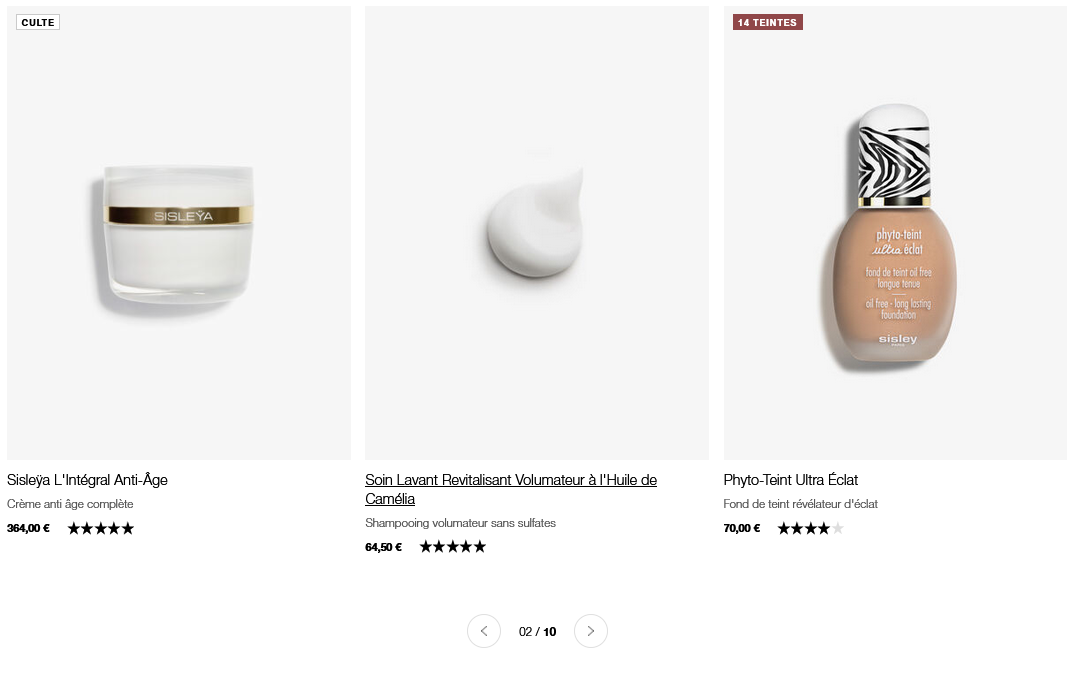 CULTE
SISLEŸA
Sisleÿa L'Intégral Anti-Âge
Crème anti âge complète
364,00 €
Soin Lavant Revitalisant Volumateur à l'Huile de
Camélia
Shampooing volumateur sans sulfates
64,50 €
14 TEINTES
phyto-teint
ultra éclat
fond de teint oil free
longue tenue
oil free - long lasting
foundation
sisley
PARIS
Phyto-Teint Ultra Éclat
Fond de teint révélateur d'éclat
70,00 €
02 / 10